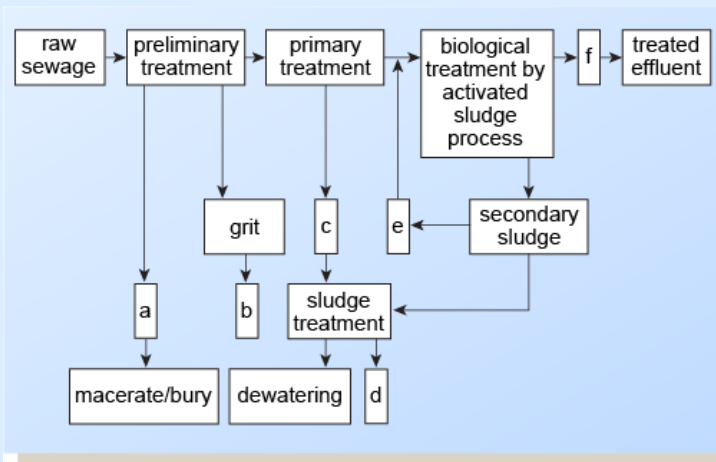 raw
sewage
preliminary
treatment
primary
treatment
biological
treatment by
activated
sludge
process
f
treated
effluent
grit
c
e
secondary
sludge
a
b
sludge
treatment
macerate/bury
dewatering
d